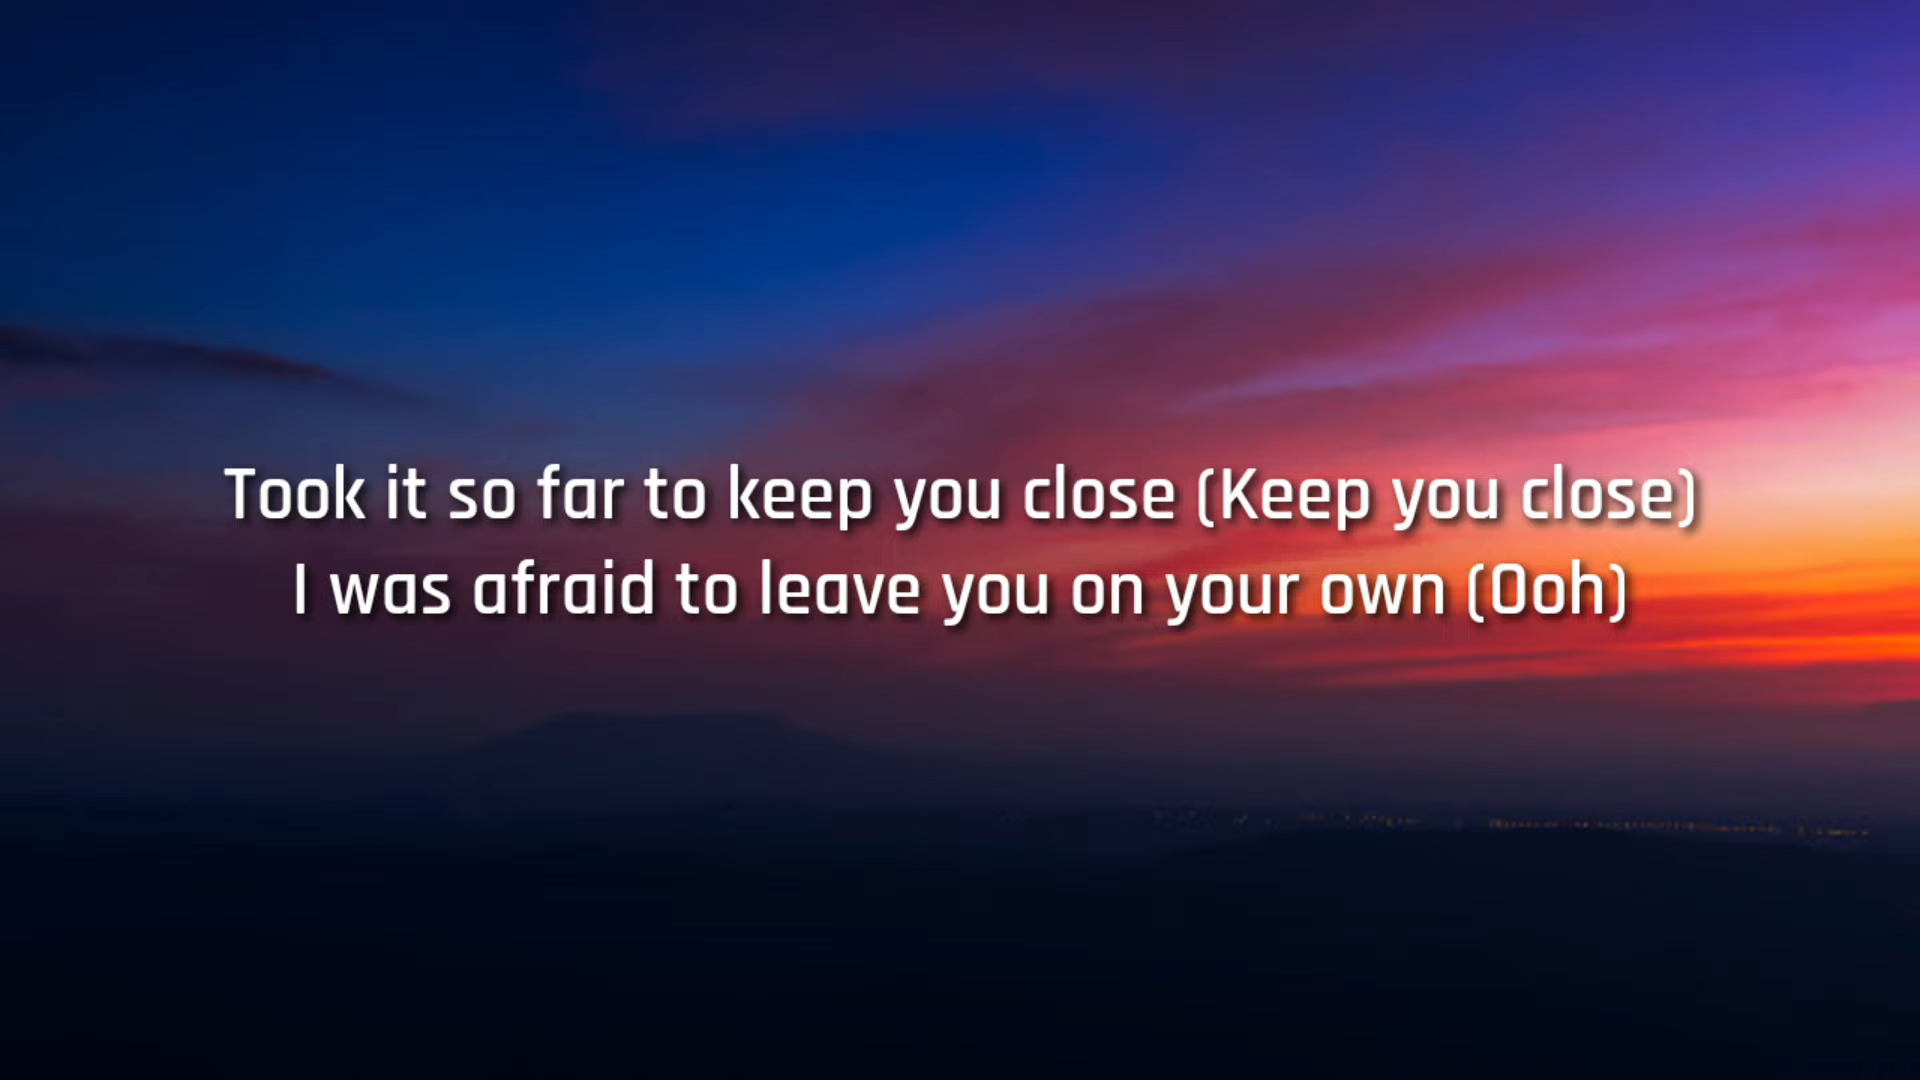 Took it so far to keep you close (Keep you close)
I was afraid to leave you on your own (Ooh)